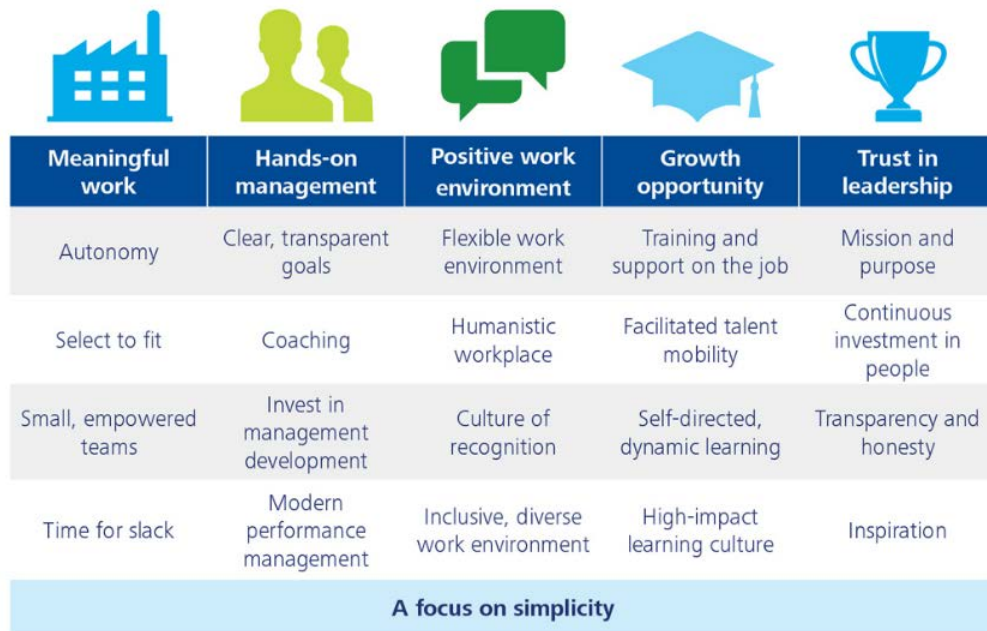 Meaningful work
Hands-on management
Positive work environment
Growth opportunity
Trust in leadership
Autonomy
Clear, transparent goals
Flexible work environment
Training and support on the job
Mission and purpose
Select to fit
Coaching
Humanistic workplace
Facilitated talent mobility
Continuous investment in people
Small, empowered teams
Invest in management development
Culture of recognition
Self-directed, dynamic learning
Transparency and honesty
Time for slack
Modern performance management
Inclusive, diverse work environment
High-impact learning culture
Inspiration
A focus on simplicity